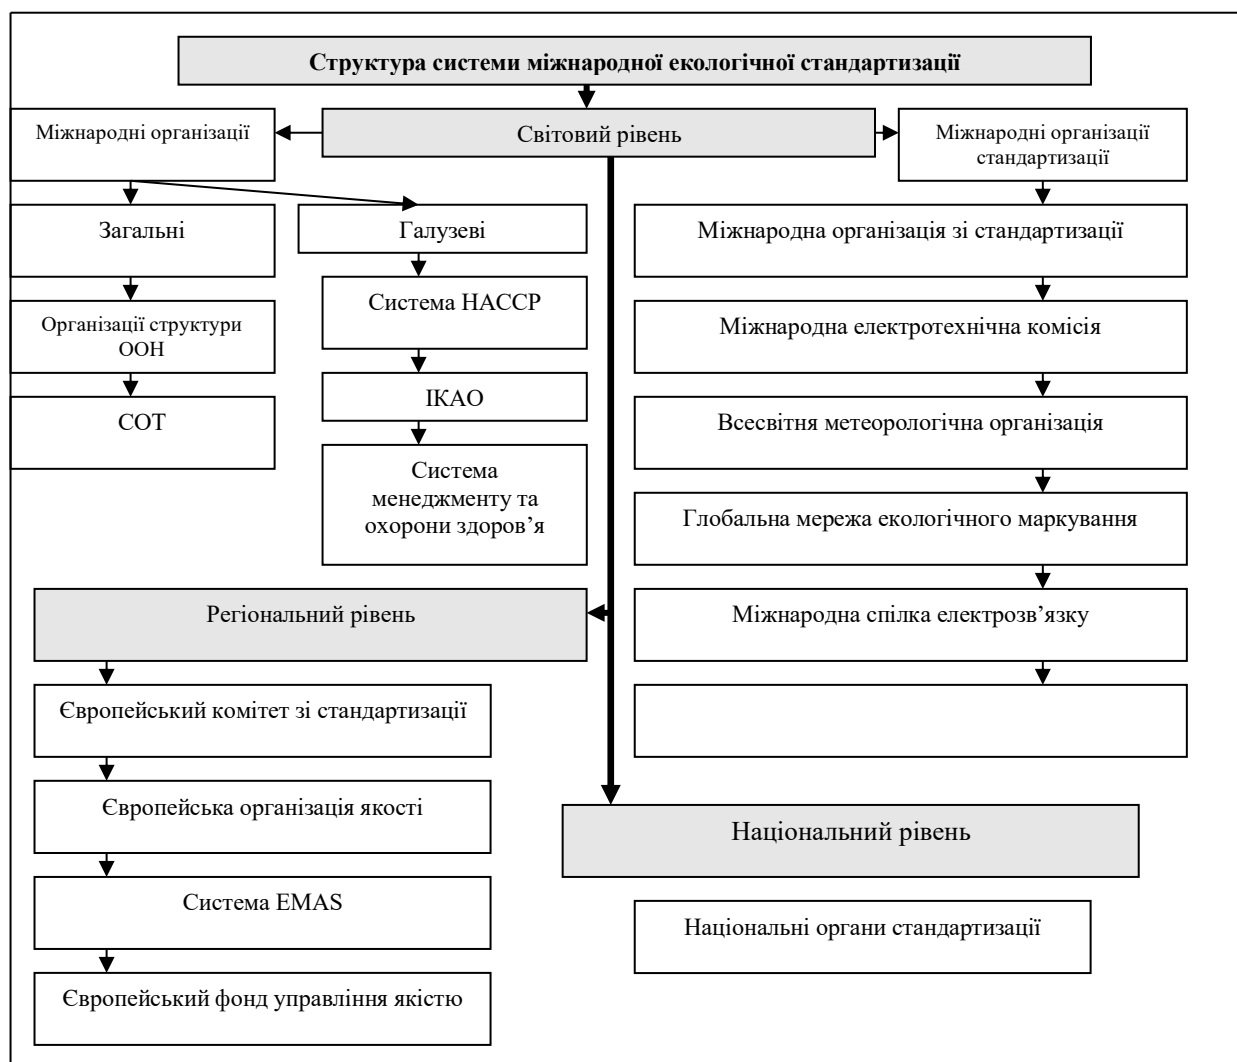 Структура системи міжнародної екологічної стандартизації
Міжнародні організації
Світовий рівень
Міжнародні організації
стандартизації
Загальні
Галузеві
Міжнародна організація зі стандартизації
Організації структури
ООН
Система НАССР
Міжнародна електротехнічна комісія
СОТ
ІКАО
Всесвітня метеорологічна організація
Система
менеджменту та
охорони здоров’я
Глобальна мережа екологічного маркування
Регіональний рівень
Міжнародна спілка електрозв’язку
Європейський комітет зі стандартизації
Європейська організація якості
Національний рівень
Система EMAS
Національні органи стандартизації
Європейський фонд управління якістю